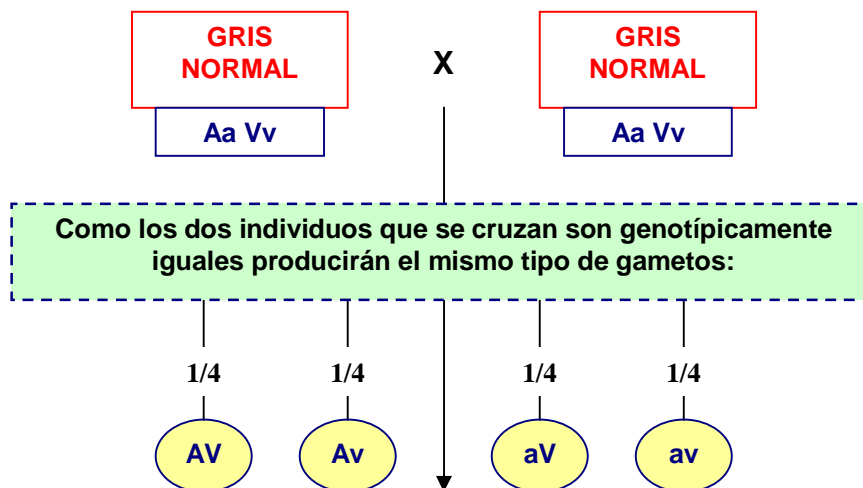 GRIS
NORMAL
X
GRIS
NORMAL
Aa Vv
Aa Vv
Como los dos individuos que se cruzan son genotípicamente
iguales producirán el mismo tipo de gametos:
1/4
1/4
1/4
1/4
AV
Av
aV
av